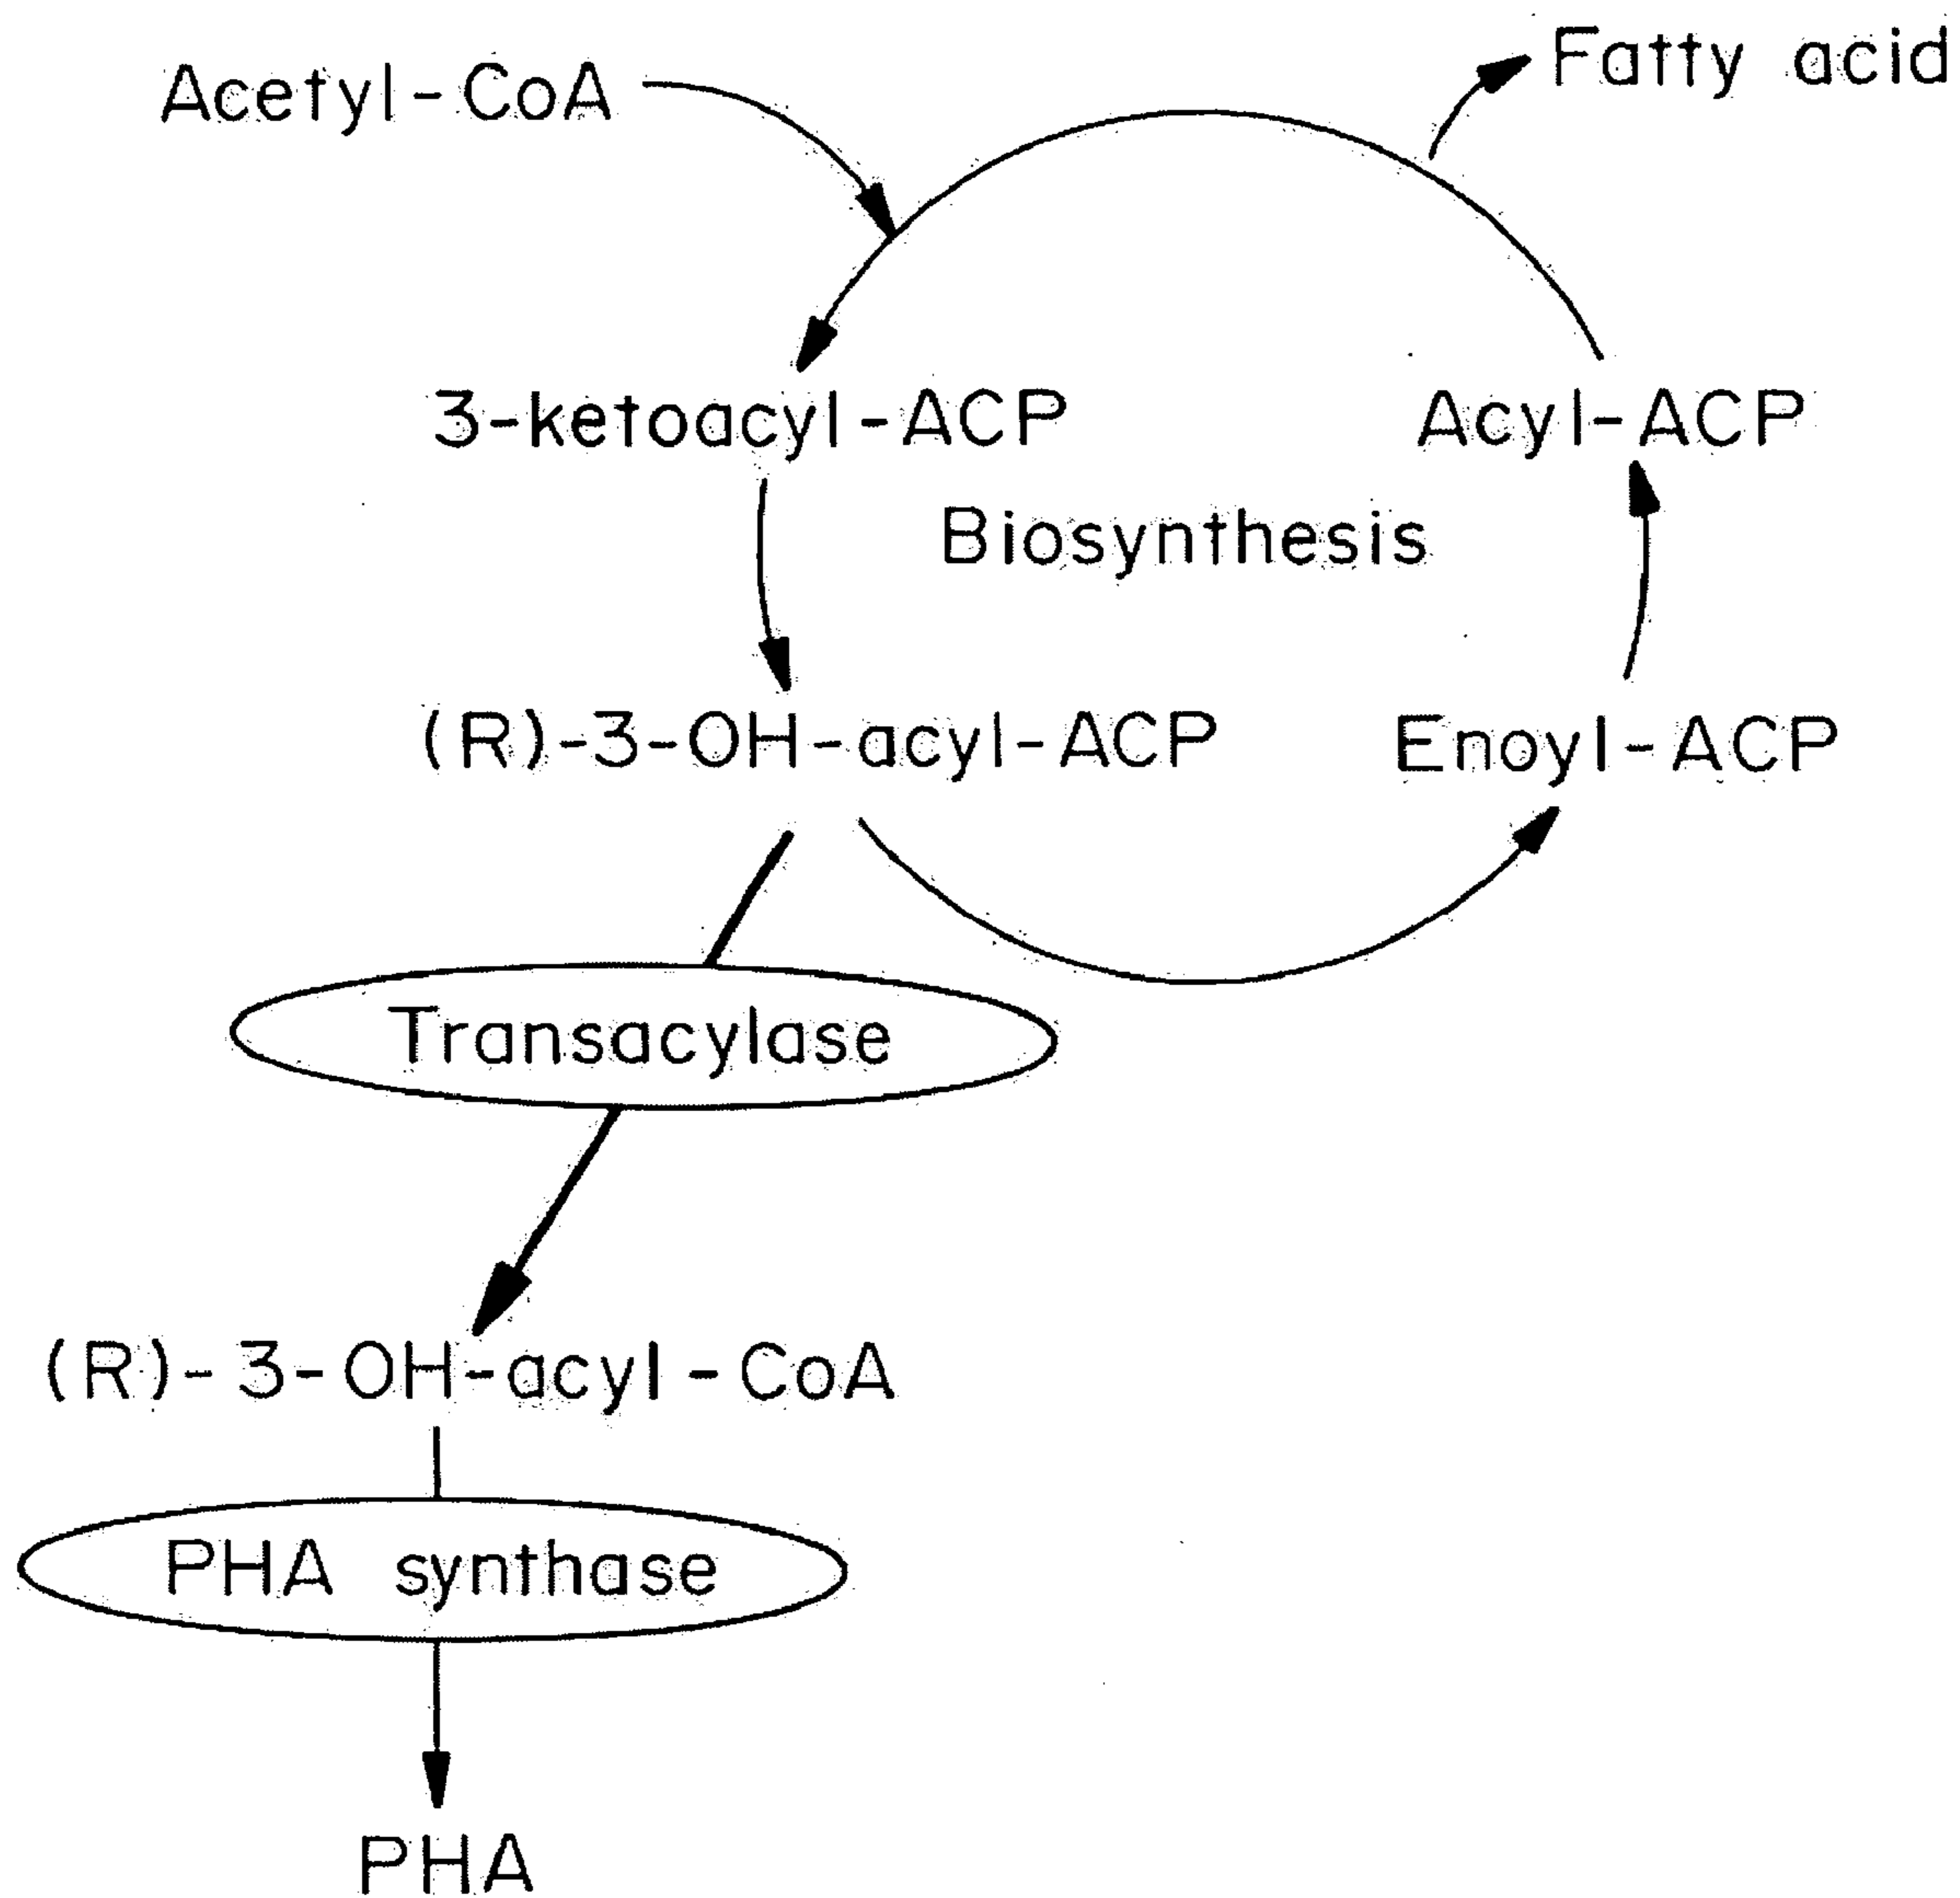 Acetyl-CoA
Fatty acid
3-ketoacyl-ACP
Acyl-ACP
Biosynthesis
(R)-3-OH-acyl-ACP
Enoyl-ACP
Transacylase
(R)-3-OH-acyl-CoA
PHA synthase
PHA